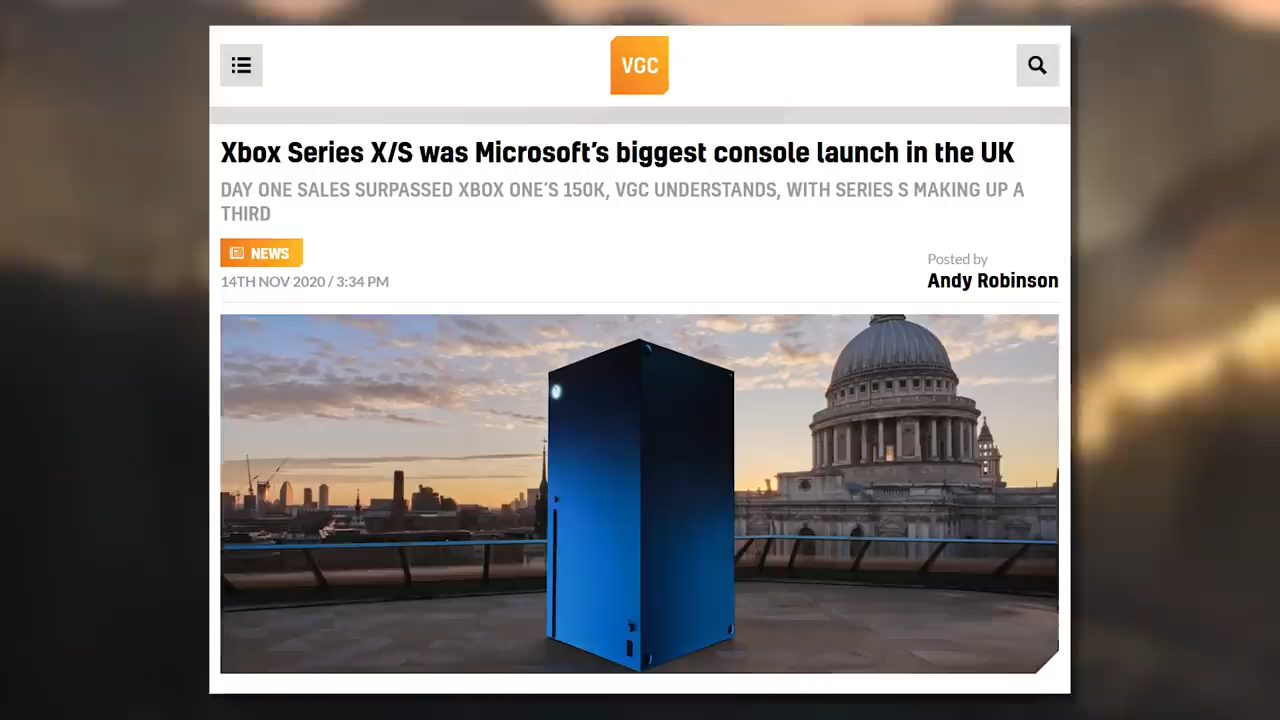 VGC
Xbox Series X/S was Microsoft's biggest console launch in the UK
DAY ONE SALES SURPASSED XBOX ONE'S 150K, VGC UNDERSTANDS, WITH SERIES S MAKING UP A
THIRD
NEWS
14TH NOV 2020 / 3:34 PM
Posted by
Andy Robinson